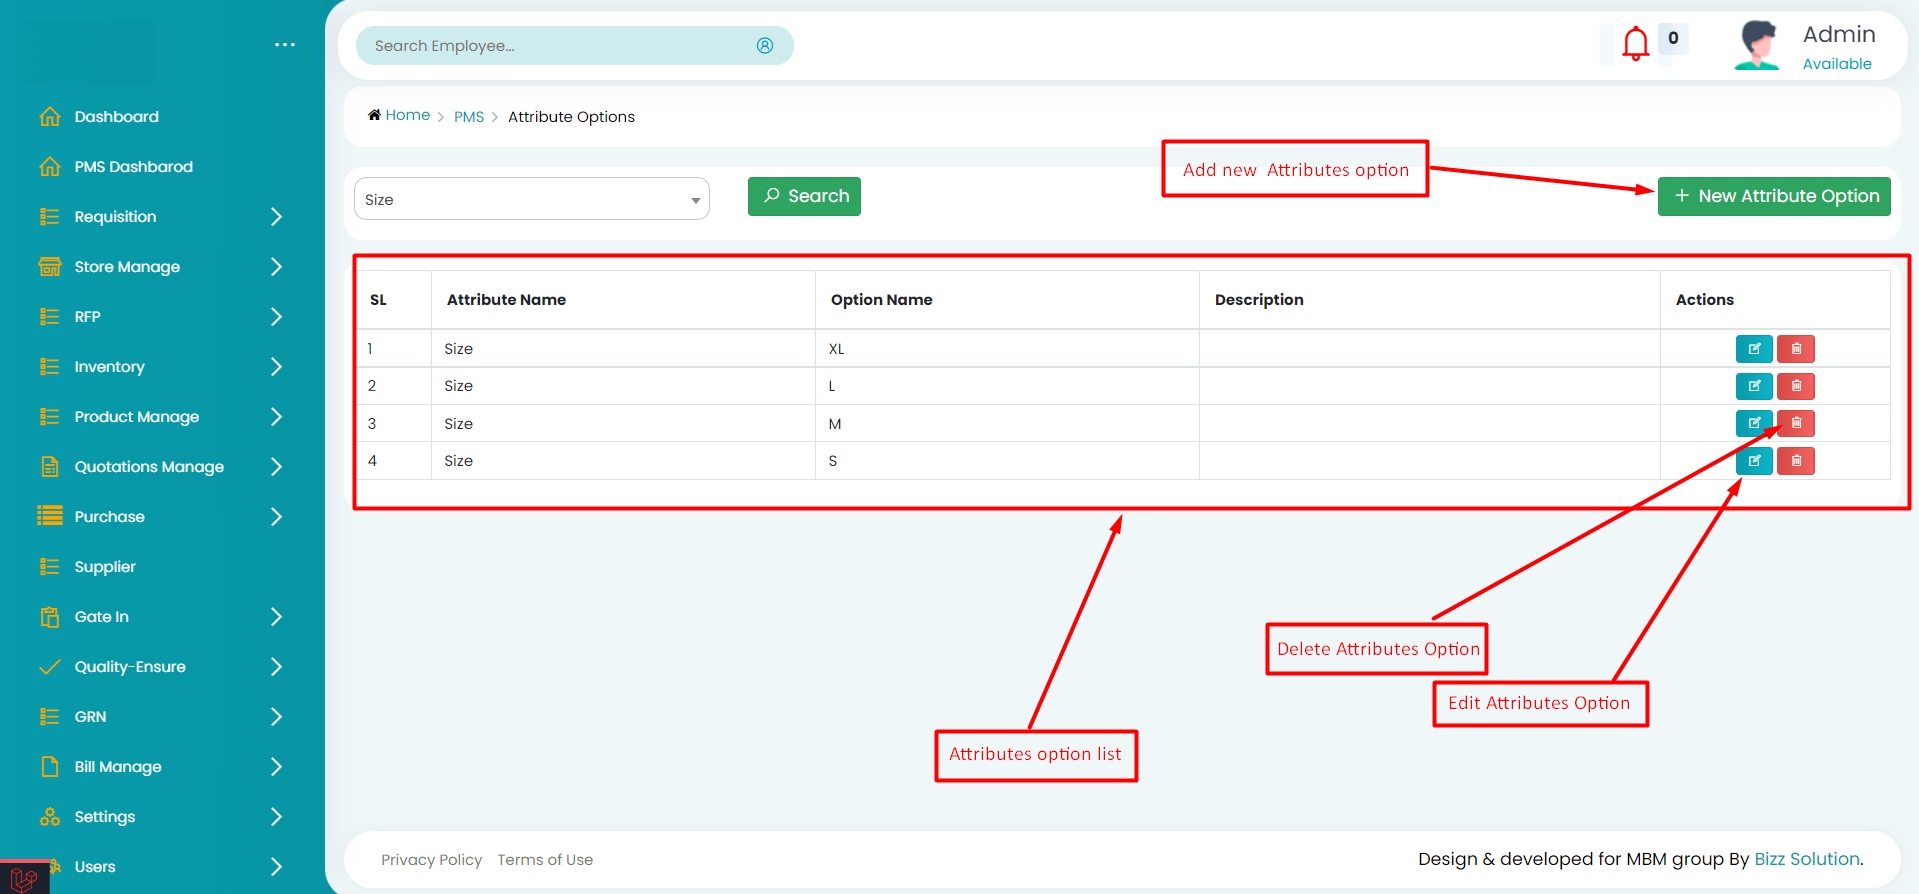 Search Employee...
0
Admin
Available
Dashboard
PMS Dashbarod
Requisition
Store Manage
RFP
Inventory
Product Manage
Quotations Manage
Purchase
Supplier
Gate In
Quality-Ensure
GRN
Bill Manage
Settings
Users
Home > PMS > Attribute Options
Add new Attributes option
Size
Search
+ New Attribute Option
SL Attribute Name Option Name Description Actions
1 Size XL
2 Size L
3 Size M
4 Size S
Delete Attributes Option
Edit Attributes Option
Attributes option list
Privacy Policy Terms of Use
Design & developed for MBM group By Bizz Solution.